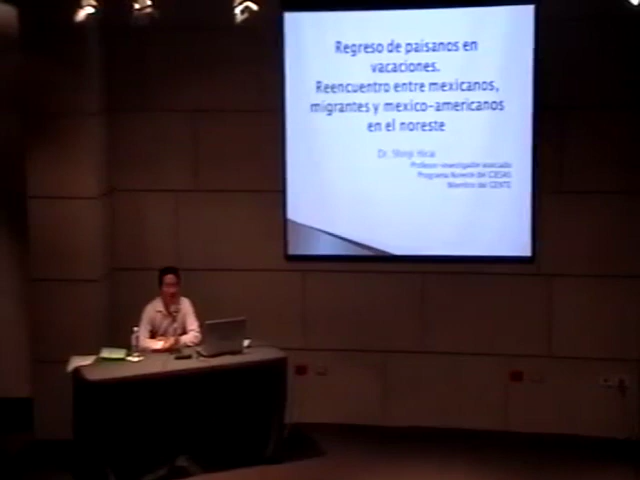 Regreso de paisanos en
vacaciones.
Reencuentro entre mexicanos,
migrantes y mexico-americanos
en el noreste
Dr. Shinji Hirai
Profesor-investigador asociado
Programa Noreste del CIESAS
Miembro del